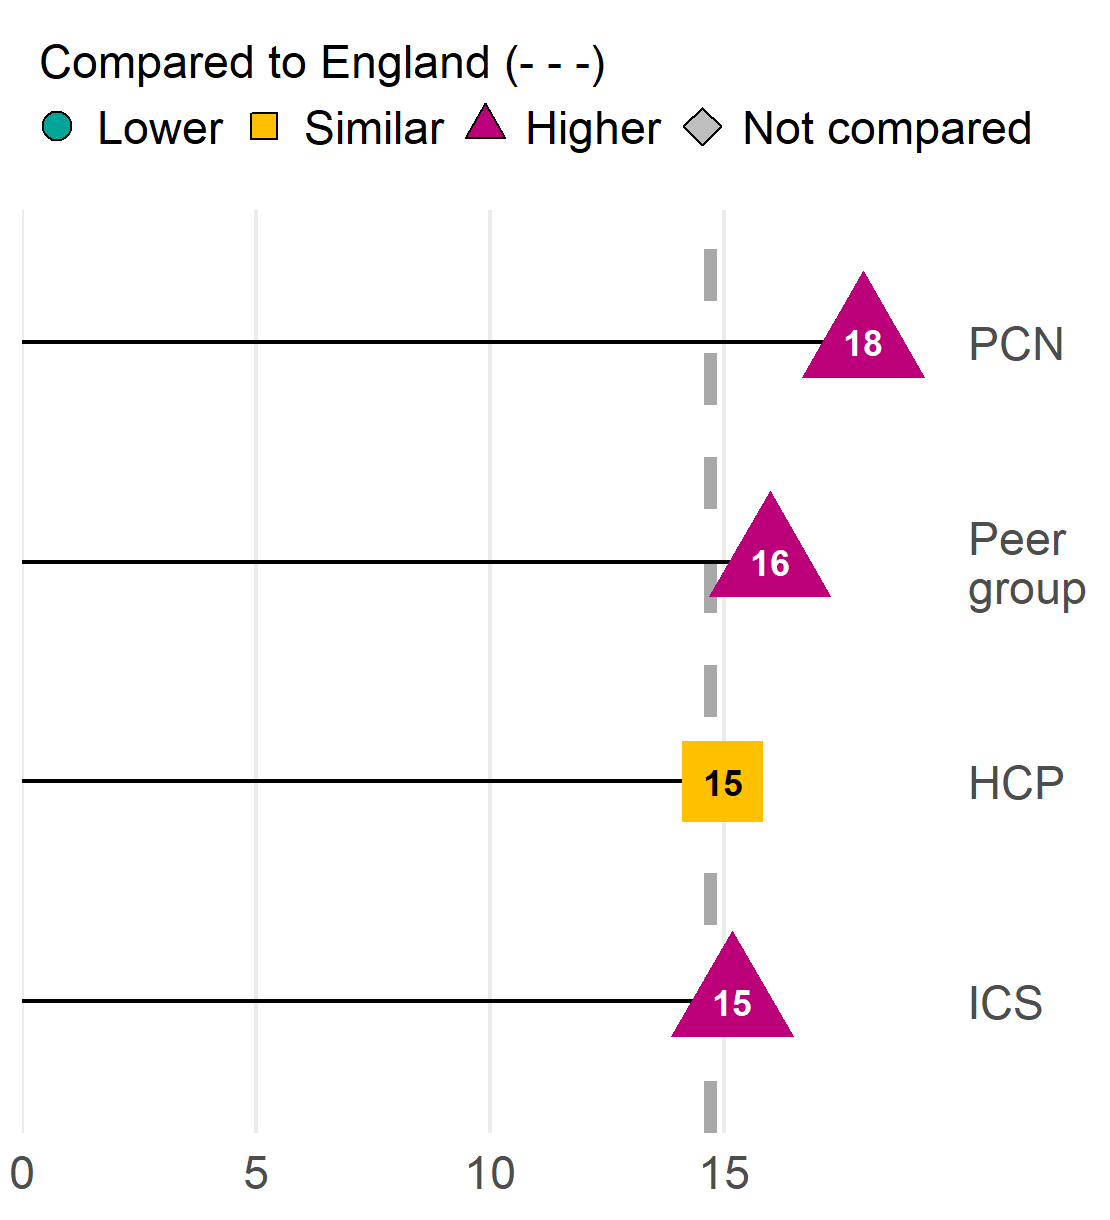 Compared to England (- - -)
Lower Similar Higher Not compared
18 PCN
16 Peer
group
15 HCP
15 ICS
0 5 10 15